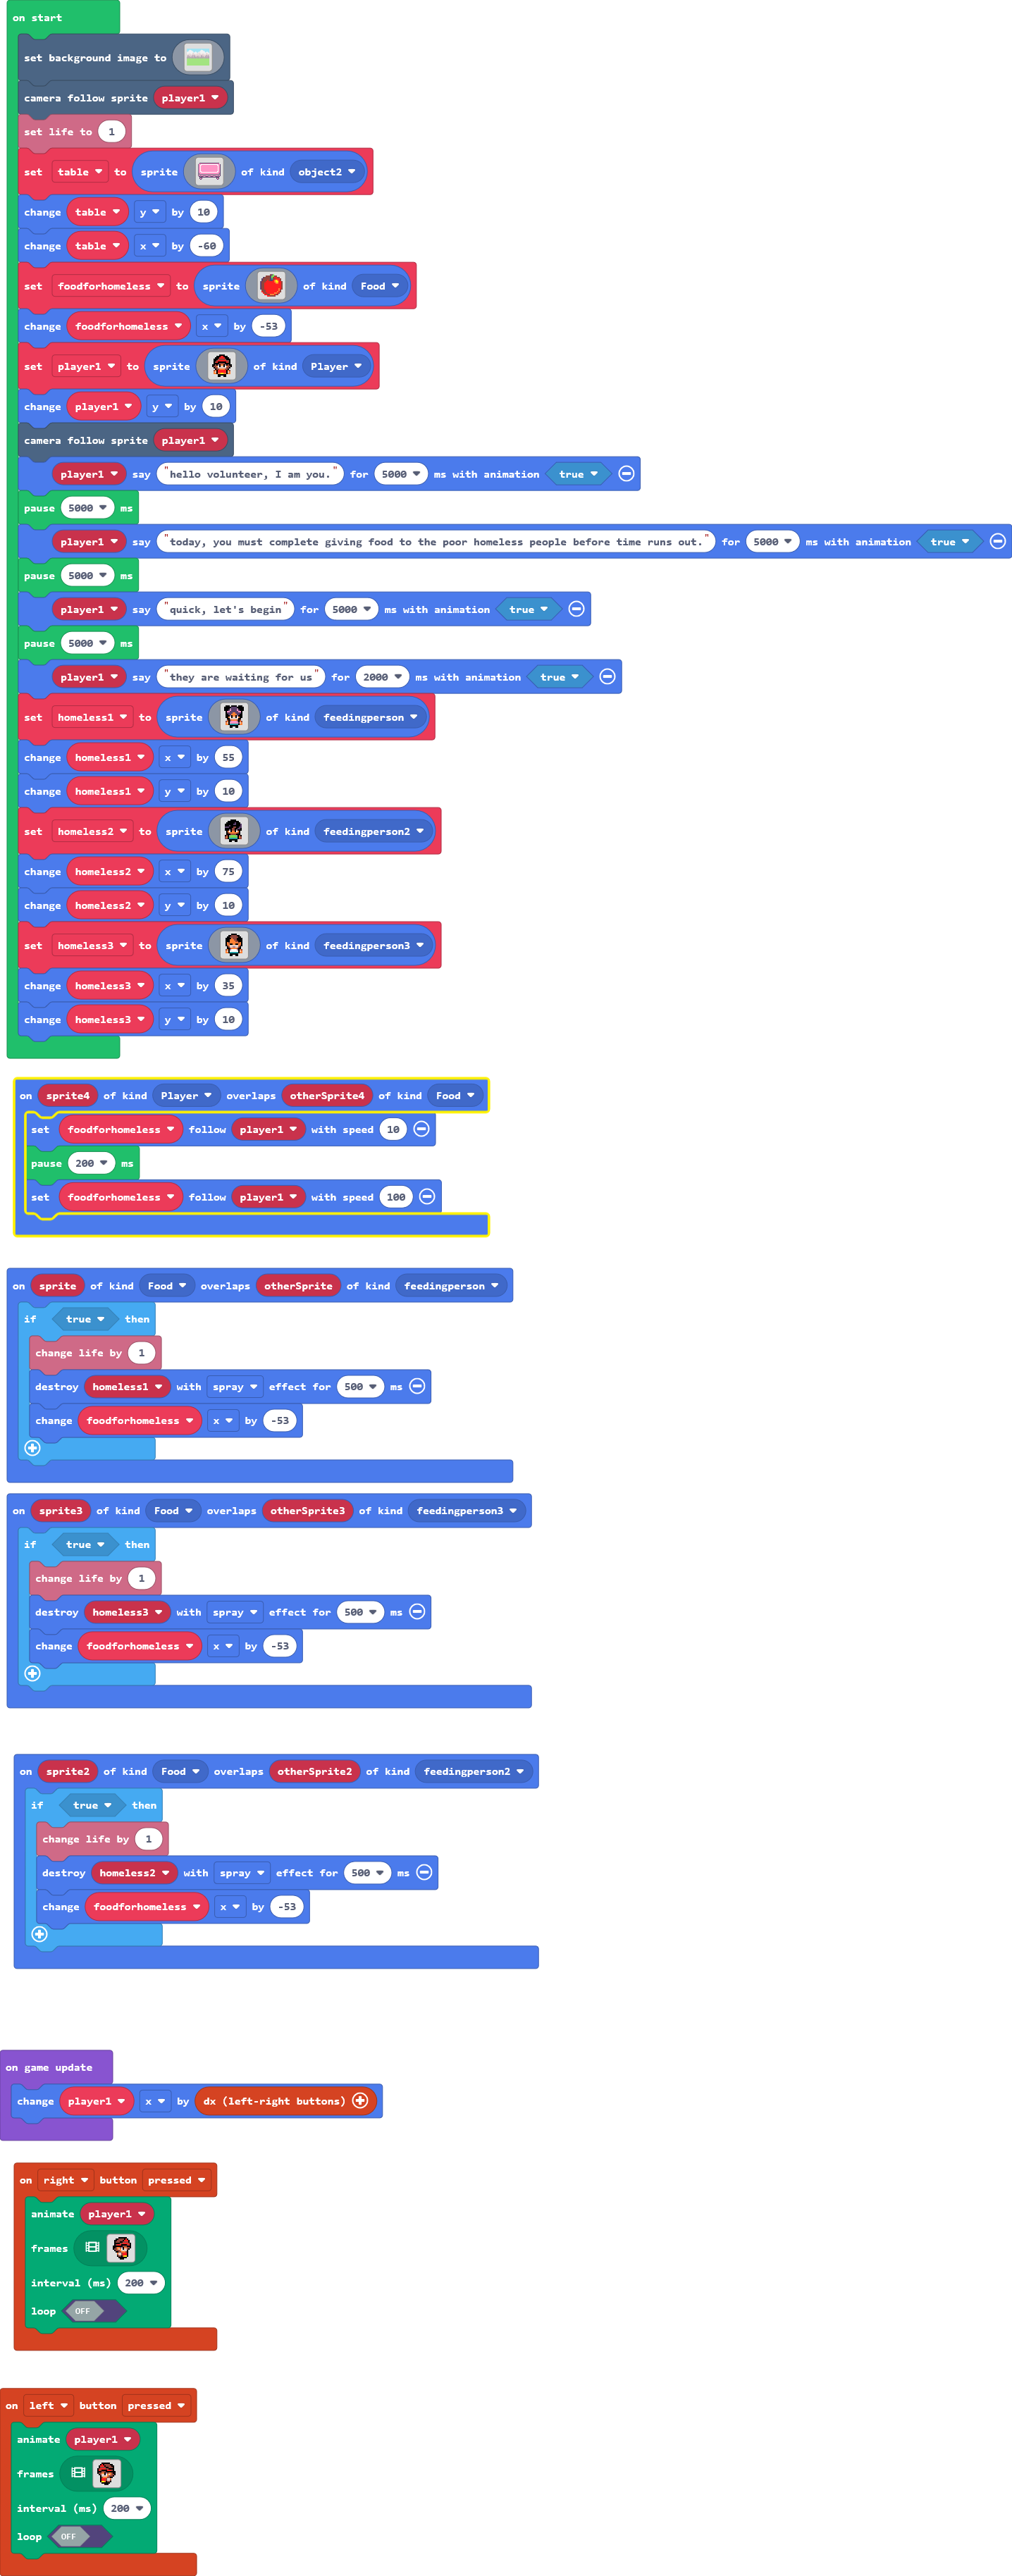 on start
set background image to
camera follow sprite player1
set life to 1
set table to sprite of kind object2
change table y by 10
change table x by -60
set foodforhomeless to sprite of kind Food
change foodforhomeless x by -53
set player1 to sprite of kind Player
change player1 y by 10
camera follow sprite player1
player1 say "hello volunteer, I am you." for 5000 ms with animation true
pause 5000 ms
player1 say "today, you must complete giving food to the poor homeless people before time runs out." for 5000 ms with animation true
pause 5000 ms
player1 say "quick, let's begin" for 5000 ms with animation true
pause 5000 ms
player1 say "they are waiting for us" for 2000 ms with animation true
set homeless1 to sprite of kind feedingperson
change homeless1 x by 55
change homeless1 y by 10
set homeless2 to sprite of kind feedingperson2
change homeless2 x by 75
change homeless2 y by 10
set homeless3 to sprite of kind feedingperson3
change homeless3 x by 35
change homeless3 y by 10
on sprite4 of kind Player overlaps otherSprite4 of kind Food
set foodforhomeless follow player1 with speed 10
pause 200 ms
set foodforhomeless follow player1 with speed 100
on sprite of kind Food overlaps otherSprite of kind feedingperson
if true then
change life by 1
destroy homeless1 with spray effect for 500 ms
change foodforhomeless x by -53
on sprite3 of kind Food overlaps otherSprite3 of kind feedingperson3
if true then
change life by 1
destroy homeless3 with spray effect for 500 ms
change foodforhomeless x by -53
on sprite2 of kind Food overlaps otherSprite2 of kind feedingperson2
if true then
change life by 1
destroy homeless2 with spray effect for 500 ms
change foodforhomeless x by -53
on game update
change player1 x by dx (left-right buttons)
on right button pressed
animate player1
frames
interval (ms) 200
loop OFF
on left button pressed
animate player1
frames
interval (ms) 200
loop OFF